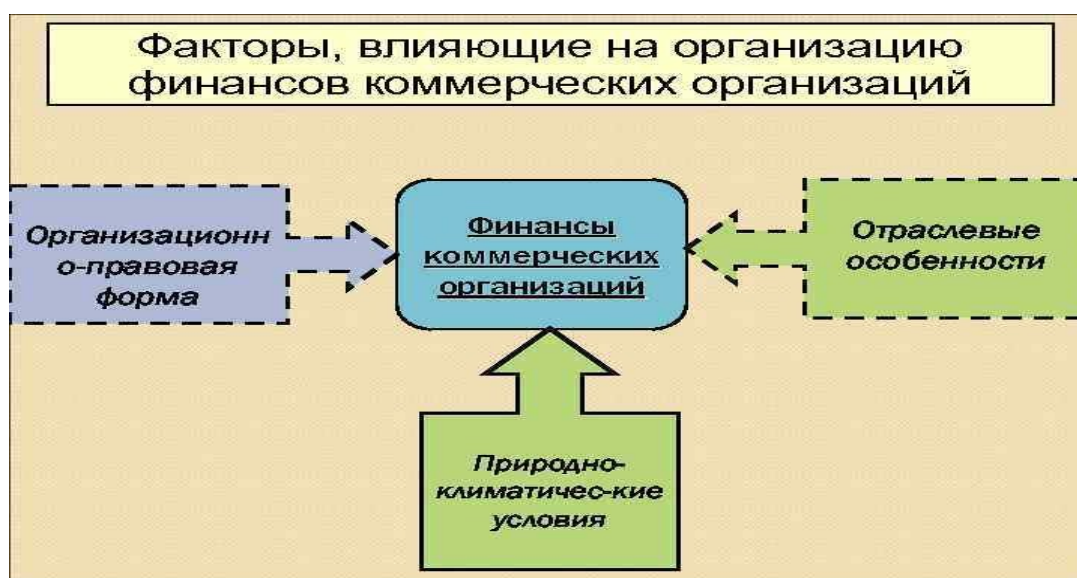 Факторы, влияющие на организацию
финансов коммерческих организаций
Организационн
о-правовая
форма
Финансы
коммерческих
организаций
Отраслевые
особенности
Природно-
климатичес-кие
условия